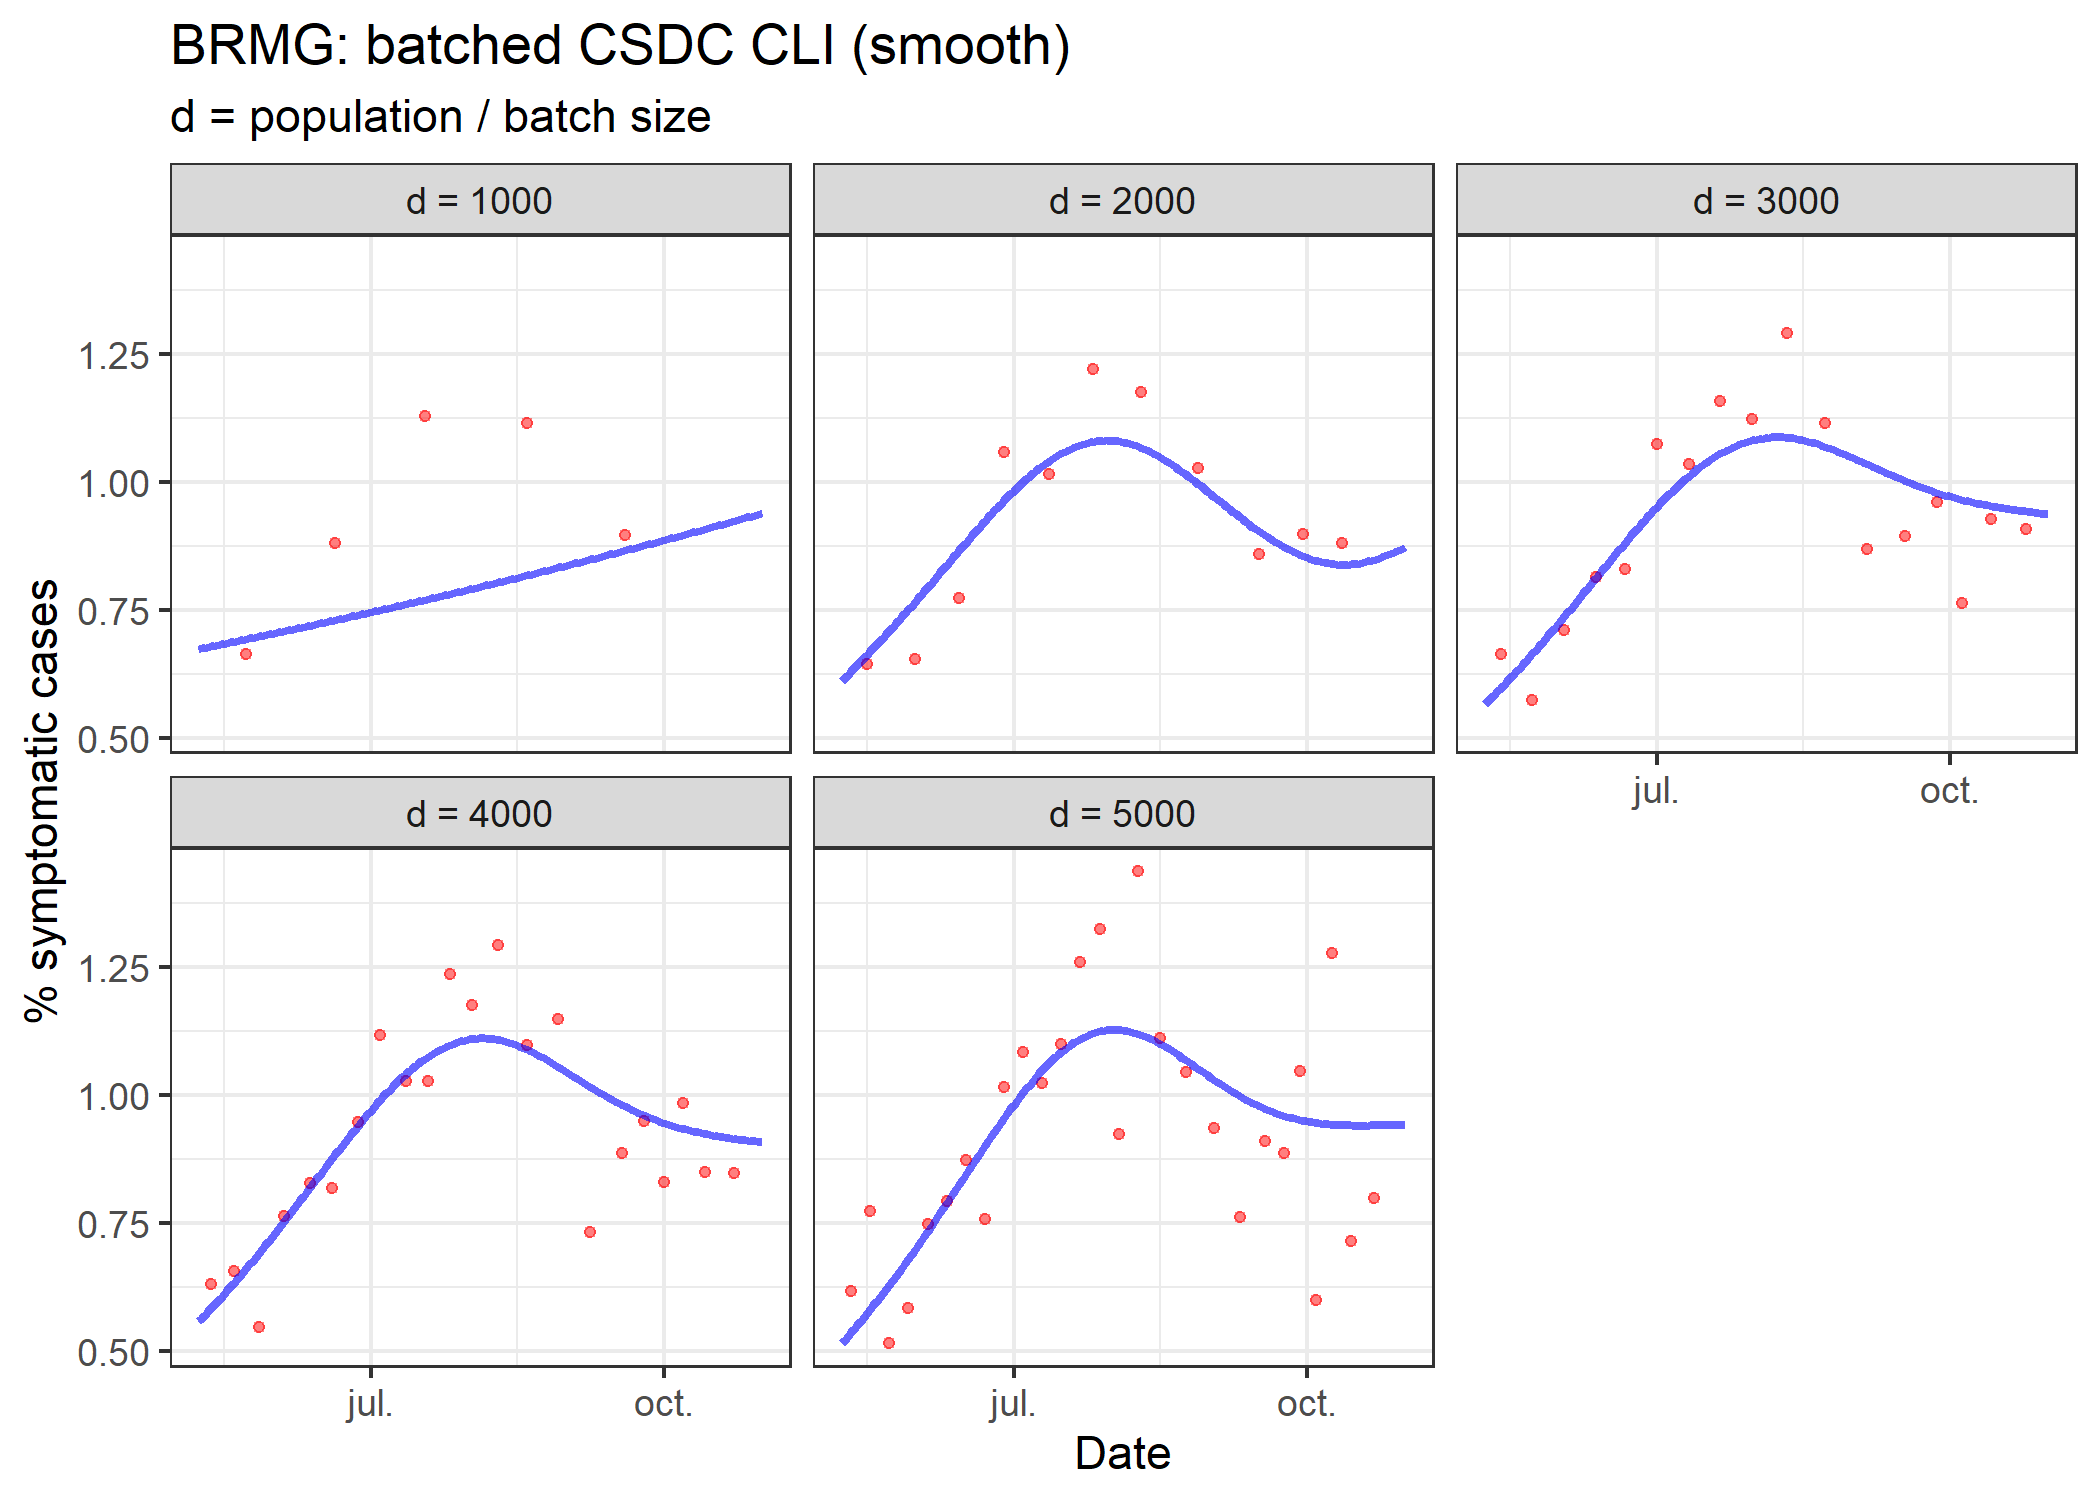 BRMG: batched CSDC CLI (smooth)
d = population / batch size
d = 1000
d = 2000
d = 3000
1.25
1.00
0.75
0.50
jul.
oct.
d = 4000
d = 5000
1.25
1.00
0.75
0.50
jul.
oct.
jul.
oct.
% symptomatic cases
Date